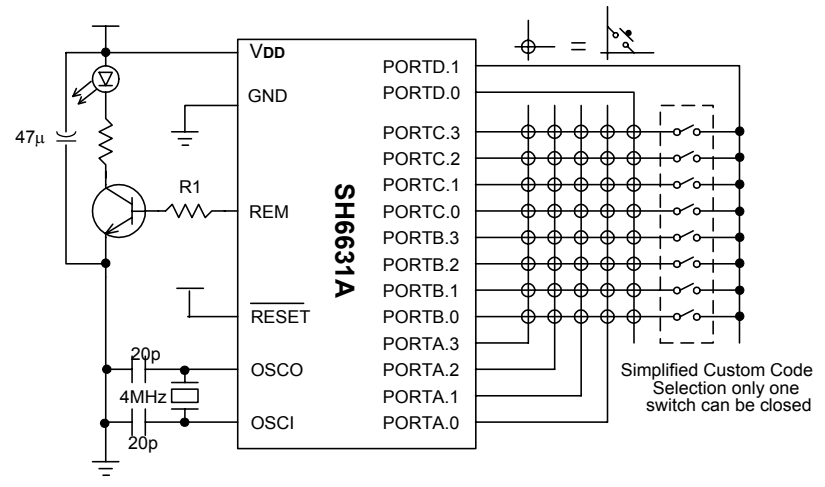 VDD
GND
47µ
R1
REM
RESET
20p
OSCO
4MHz
OSCI
20p
SH6631A
=
PORTD.1
PORTD.0
PORTC.3
PORTC.2
PORTC.1
PORTC.0
PORTB.3
PORTB.2
PORTB.1
PORTB.0
PORTA.3
PORTA.2
PORTA.1
PORTA.0
Simplified Custom Code
Selection only one
switch can be closed